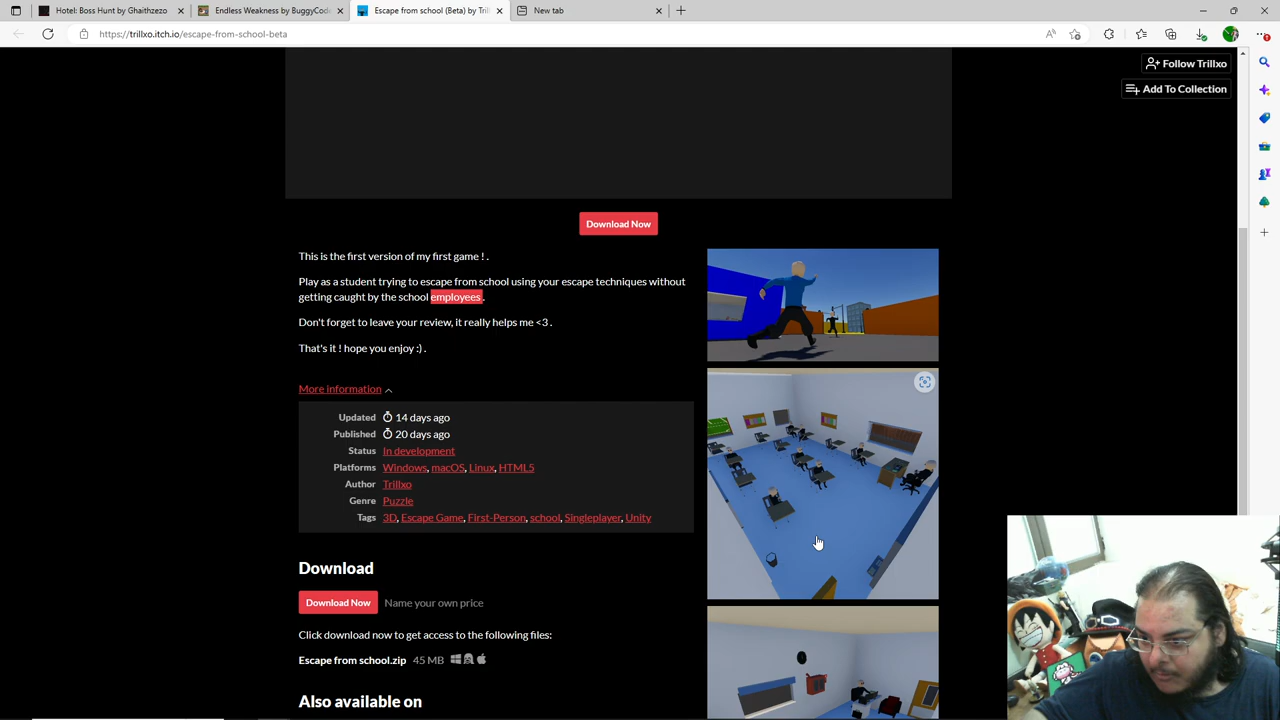 Hotel: Boss Hunt by Ghaithzezo
Endless Weakness by BuggyCode
Escape from school (Beta) by Trill
New tab
https://trillxo.itch.io/escape-from-school-beta
Follow Trillxo
Add To Collection
Download Now
This is the first version of my first game ! .
Play as a student trying to escape from school using your escape techniques without
getting caught by the school employees .
Don't forget to leave your review, it really helps me <3 .
That's it ! hope you enjoy :) .
More information
Updated 14 days ago
Published 20 days ago
Status In development
Platforms Windows, macOS, Linux, HTML5
Author Trillxo
Genre Puzzle
Tags 3D, Escape Game, First-Person, school, Singleplayer, Unity
Download
Download Now Name your own price
Click download now to get access to the following files:
Escape from school.zip 45 MB
Also available on